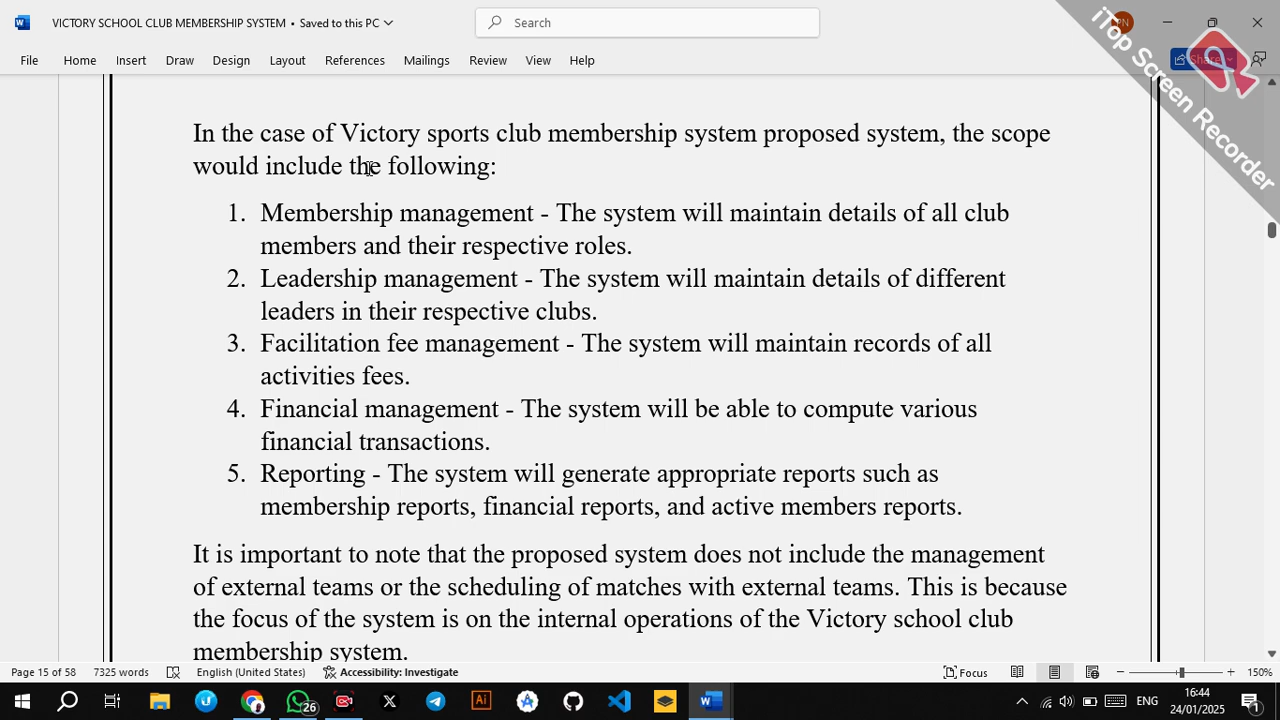 VICTORY SCHOOL CLUB MEMBERSHIP SYSTEM • Saved to this PC
Search
PN
iTop Screen Recorder
File Home Insert Draw Design Layout References Mailings Review View Help Share
In the case of Victory sports club membership system proposed system, the scope
would include the following:
1. Membership management - The system will maintain details of all club
members and their respective roles.
2. Leadership management - The system will maintain details of different
leaders in their respective clubs.
3. Facilitation fee management - The system will maintain records of all
activities fees.
4. Financial management - The system will be able to compute various
financial transactions.
5. Reporting - The system will generate appropriate reports such as
membership reports, financial reports, and active members reports.
It is important to note that the proposed system does not include the management
of external teams or the scheduling of matches with external teams. This is because
the focus of the system is on the internal operations of the Victory school club
membership system.
Page 15 of 58 7325 words English (United States) Accessibility: Investigate Focus 150%
26 Ai ENG 16:44
24/01/2025 1